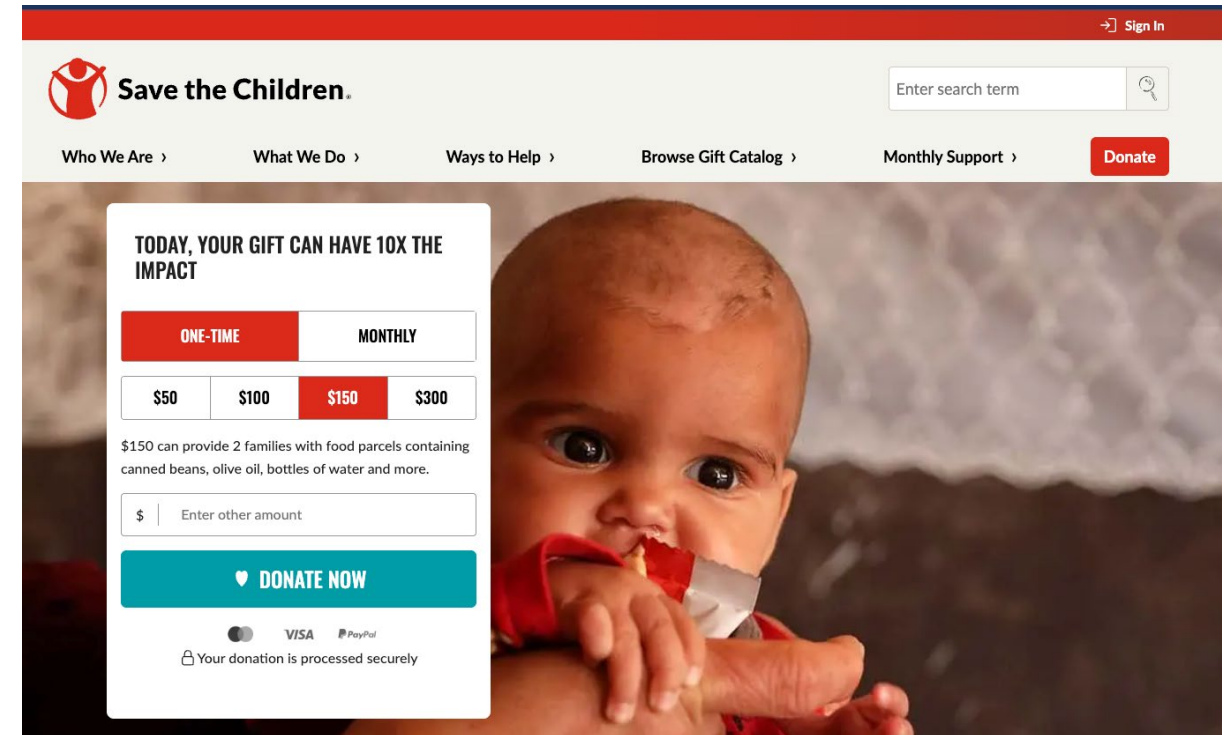 Sign In
Save the Children®
Enter search term
Who We Are ›
What We Do ›
Ways to Help ›
Browse Gift Catalog ›
Monthly Support ›
Donate
TODAY, YOUR GIFT CAN HAVE 10X THE
IMPACT
ONE-TIME MONTHLY
$50 $100 $150 $300
$150 can provide 2 families with food parcels containing
canned beans, olive oil, bottles of water and more.
$ Enter other amount
DONATE NOW
VISA PayPal
Your donation is processed securely